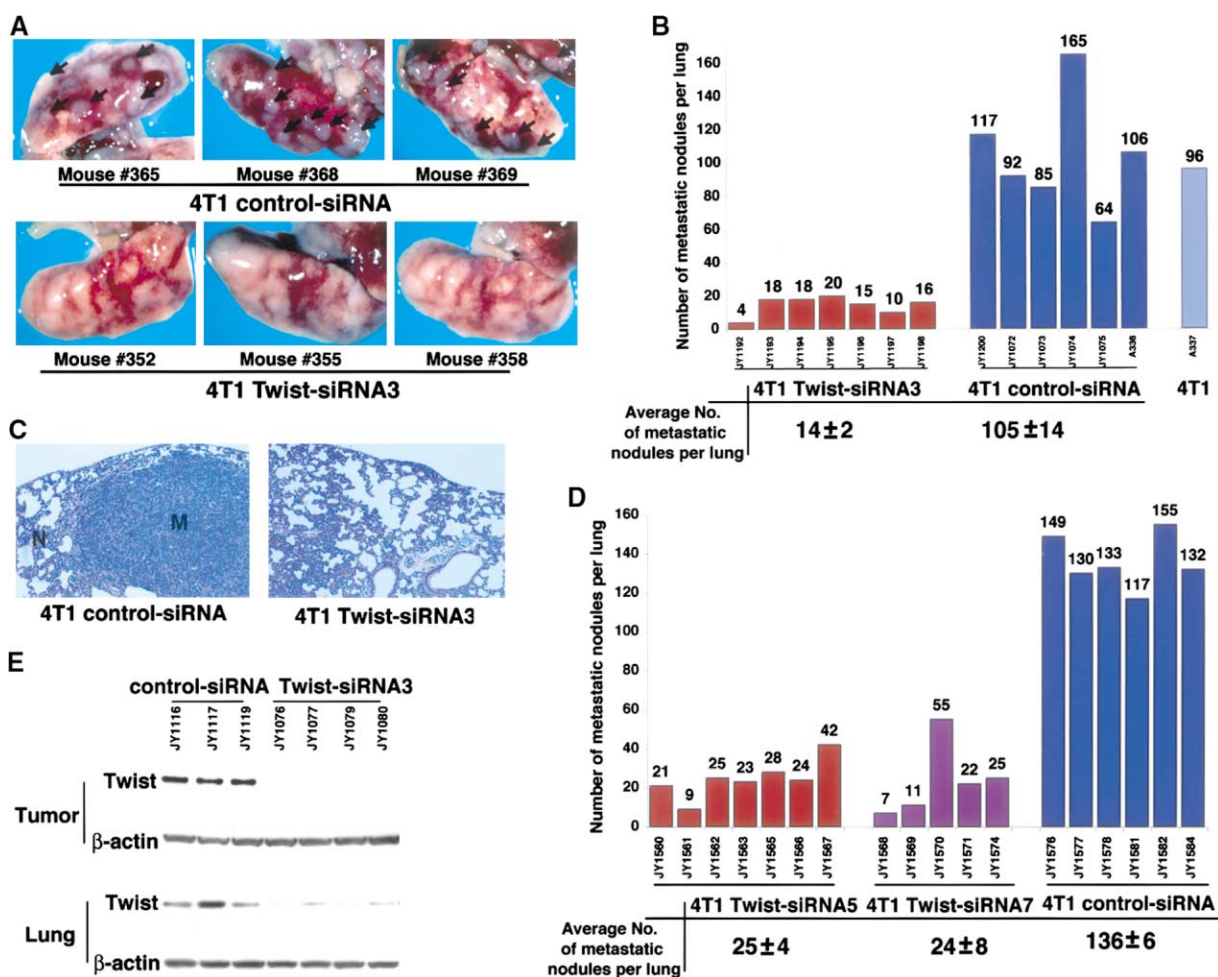 A
Mouse #365 Mouse #368 Mouse #369
4T1 control-siRNA
Mouse #352 Mouse #355 Mouse #358
4T1 Twist-siRNA3
B
Number of metastatic nodules per lung
160
140
120
100
80
60
40
20
0
4 18 18 20 15 10 16
117 92 85 165 64 106
96
JY1192 JY1193 JY1194 JY1195 JY1196 JY1197 JY1198
JY1200 JY1072 JY1073 JY1074 JY1075 A336
A337
4T1 Twist-siRNA3 4T1 control-siRNA 4T1
Average No.
of metastatic
nodules per lung
14±2 105±14
C
N M
4T1 control-siRNA 4T1 Twist-siRNA3
D
Number of metastatic nodules per lung
160
140
120
100
80
60
40
20
0
21 9 25 23 28 24 42
7 11 55 22 25
149 130 133 117 155 132
JY1560 JY1561 JY1562 JY1563 JY1565 JY1566 JY1567
JY1568 JY1569 JY1570 JY1571 JY1574
JY1576 JY1577 JY1578 JY1581 JY1582 JY1584
4T1 Twist-siRNA5 4T1 Twist-siRNA7 4T1 control-siRNA
Average No.
of metastatic
nodules per lung
25±4 24±8 136±6
E
control-siRNA Twist-siRNA3
JY1116 JY1117 JY1119 JY1076 JY1077 JY1079 JY1080
Tumor
Twist
β-actin
Lung
Twist
β-actin